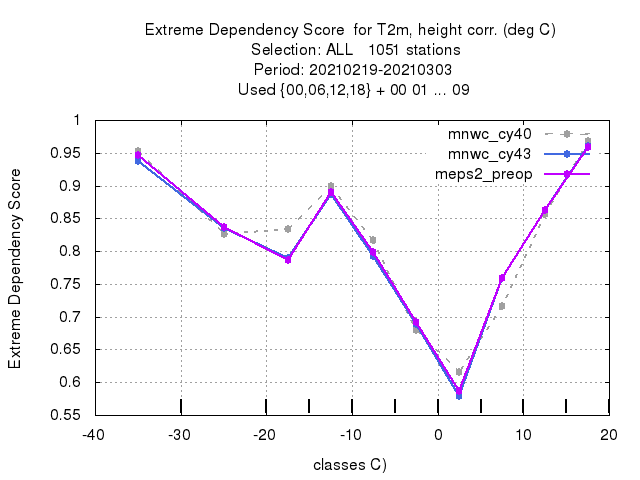 Extreme Dependency Score  for T2m, height corr. (deg C)
Selection: ALL   1051 stations
Period: 20210219-20210303
Used {00,06,12,18} + 00 01 ... 09
mnwc_cy40
mnwc_cy43
meps2_preop
Extreme Dependency Score
1
0.95
0.9
0.85
0.8
0.75
0.7
0.65
0.6
0.55
-40 -30 -20 -10 0 10 20
classes C)